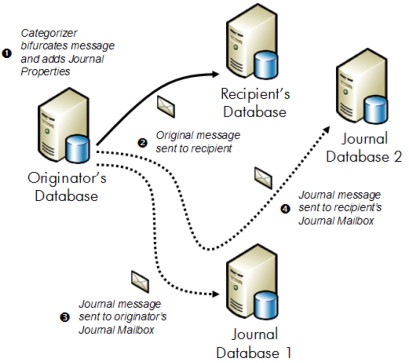 ❶ Categorizer
bifurcates message
and adds Journal
Properties
Recipient's
Database
❷ Original message
sent to recipient
Originator's
Database
Journal
Database 2
Journal message
❹ sent to recipient's
Journal Mailbox
Journal message
❸ sent to originator's
Journal Mailbox
Journal
Database 1